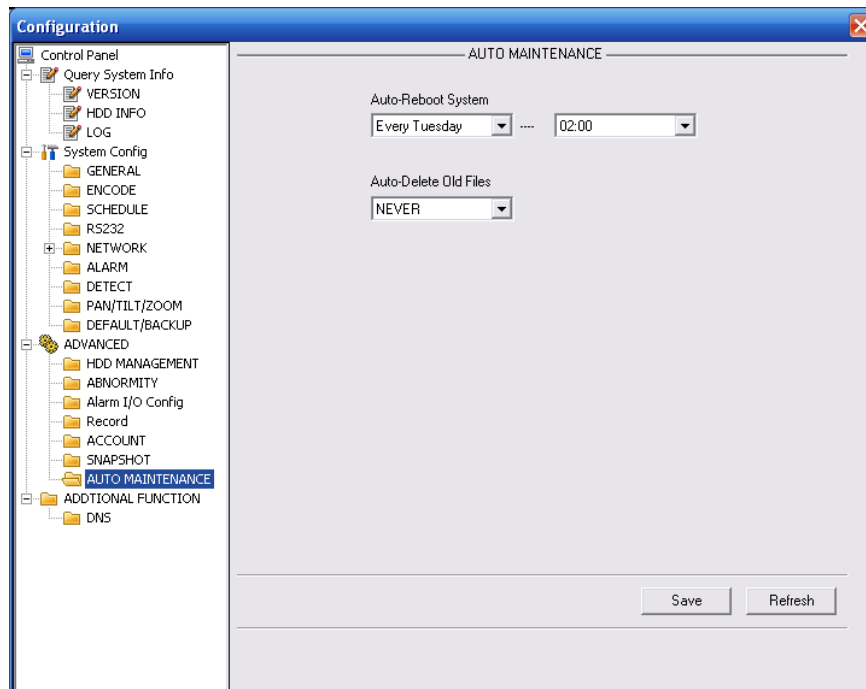 Configuration
Control Panel
Query System Info
VERSION
HDD INFO
LOG
System Config
GENERAL
ENCODE
SCHEDULE
RS232
NETWORK
ALARM
DETECT
PAN/TILT/ZOOM
DEFAULT/BACKUP
ADVANCED
HDD MANAGEMENT
ABNORMITY
Alarm I/O Config
Record
ACCOUNT
SNAPSHOT
AUTO MAINTENANCE
ADDTIONAL FUNCTION
DNS
AUTO MAINTENANCE
Auto-Reboot System
Every Tuesday ---- 02:00
Auto-Delete Old Files
NEVER
Save Refresh